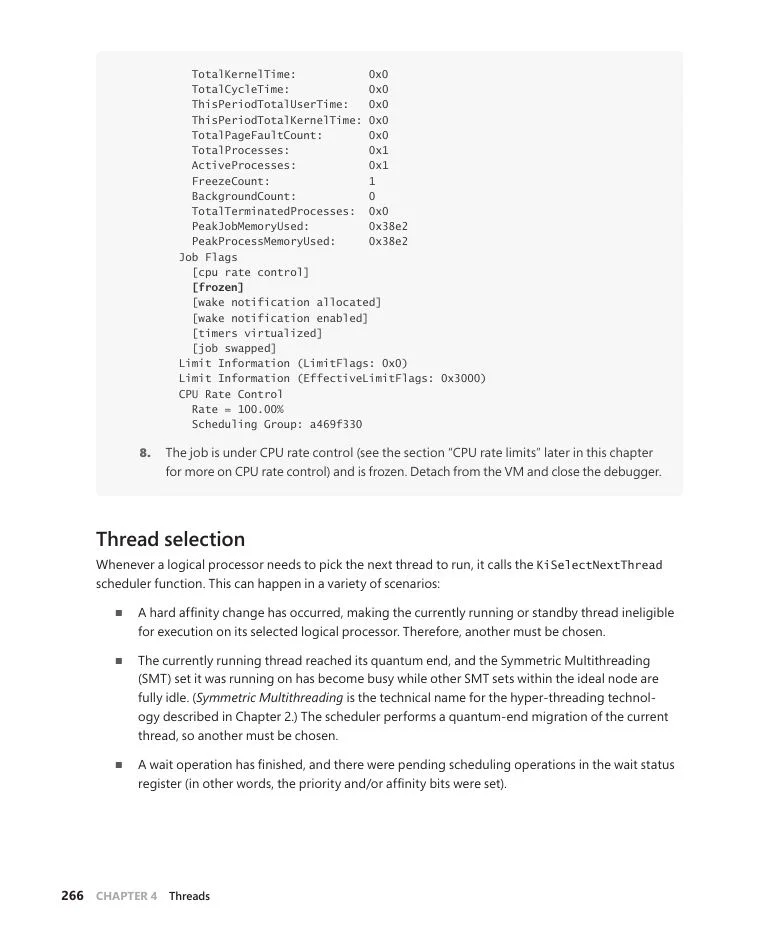 TotalKernelTime: 0x0
TotalCycleTime: 0x0
ThisPeriodTotalUserTime: 0x0
ThisPeriodTotalKernelTime: 0x0
TotalPageFaultCount: 0x0
TotalProcesses: 0x1
ActiveProcesses: 0x1
FreezeCount: 1
BackgroundCount: 0
TotalTerminatedProcesses: 0x0
PeakJobMemoryUsed: 0x38e2
PeakProcessMemoryUsed: 0x38e2
Job Flags
[cpu rate control]
[frozen]
[wake notification allocated]
[wake notification enabled]
[timers virtualized]
[job swapped]
Limit Information (LimitFlags: 0x0)
Limit Information (EffectiveLimitFlags: 0x3000)
CPU Rate Control
Rate = 100.00%
Scheduling Group: a469f330
8. The job is under CPU rate control (see the section “CPU rate limits” later in this chapter
for more on CPU rate control) and is frozen. Detach from the VM and close the debugger.
Thread selection
Whenever a logical processor needs to pick the next thread to run, it calls the KiSelectNextThread
scheduler function. This can happen in a variety of scenarios:
■ A hard affinity change has occurred, making the currently running or standby thread ineligible
for execution on its selected logical processor. Therefore, another must be chosen.
■ The currently running thread reached its quantum end, and the Symmetric Multithreading
(SMT) set it was running on has become busy while other SMT sets within the ideal node are
fully idle. (Symmetric Multithreading is the technical name for the hyper-threading technol-
ogy described in Chapter 2.) The scheduler performs a quantum-end migration of the current
thread, so another must be chosen.
■ A wait operation has finished, and there were pending scheduling operations in the wait status
register (in other words, the priority and/or affinity bits were set).
266 CHAPTER 4 Threads